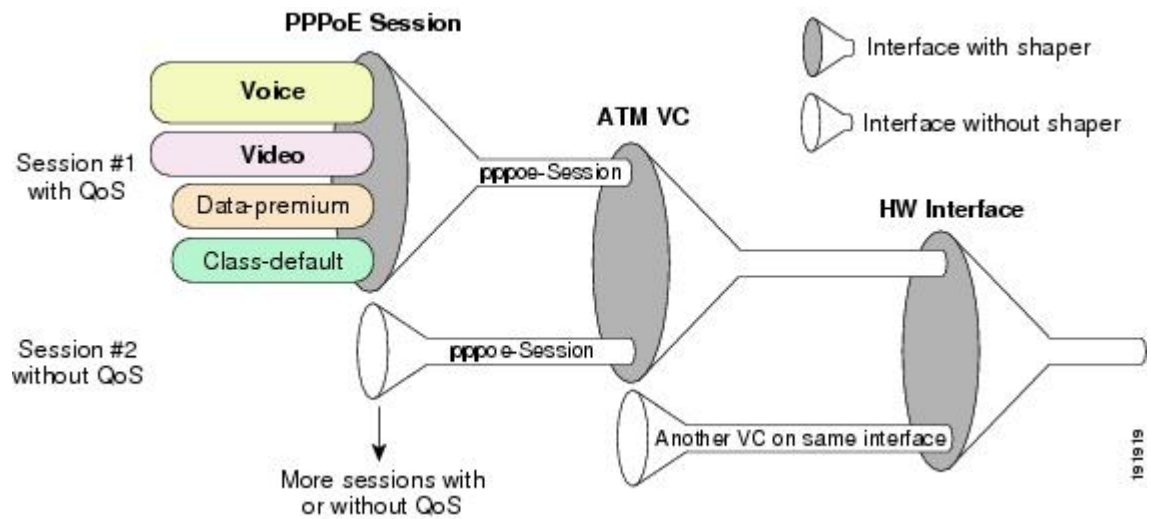 PPPoE Session
Interface with shaper
Interface without shaper
Voice
Video
Data-premium
Class-default
Session #1
with QoS
pppoe-Session
ATM VC
HW Interface
Session #2
without QoS
pppoe-Session
Another VC on same interface
More sessions with
or without QoS
191919